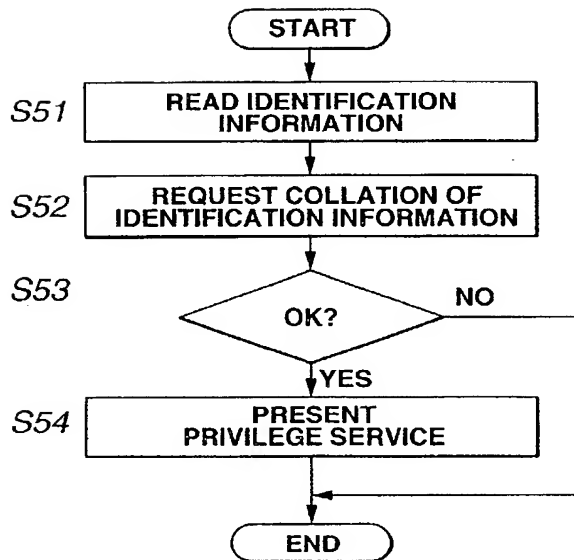 START
S51
READ IDENTIFICATION
INFORMATION
S52
REQUEST COLLATION OF
IDENTIFICATION INFORMATION
S53
OK?
NO
YES
S54
PRESENT
PRIVILEGE SERVICE
END